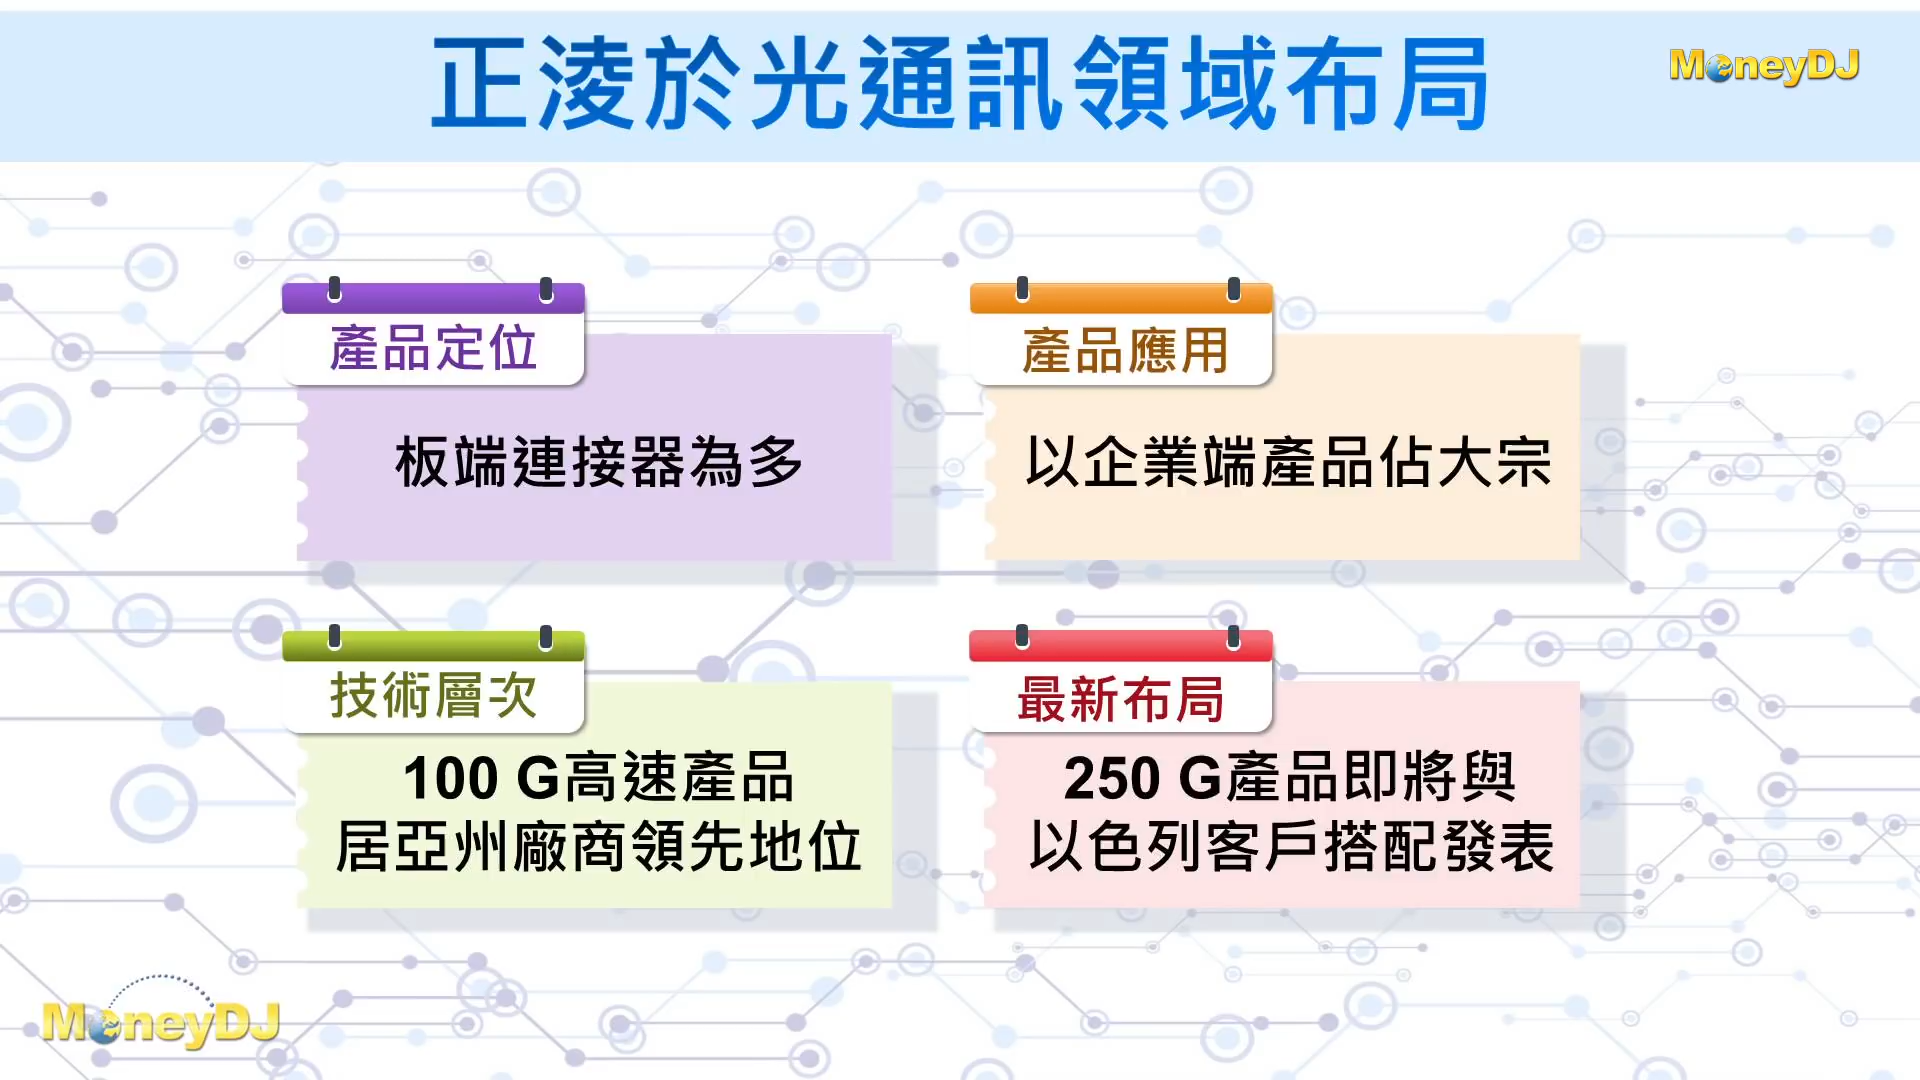 正淩於光通訊領域布局
MoneyDJ
產品定位
板端連接器為多
產品應用
以企業端產品佔大宗
技術層次
100 G高速產品
居亞州廠商領先地位
最新布局
250 G產品即將與
以色列客戶搭配發表
MoneyDJ